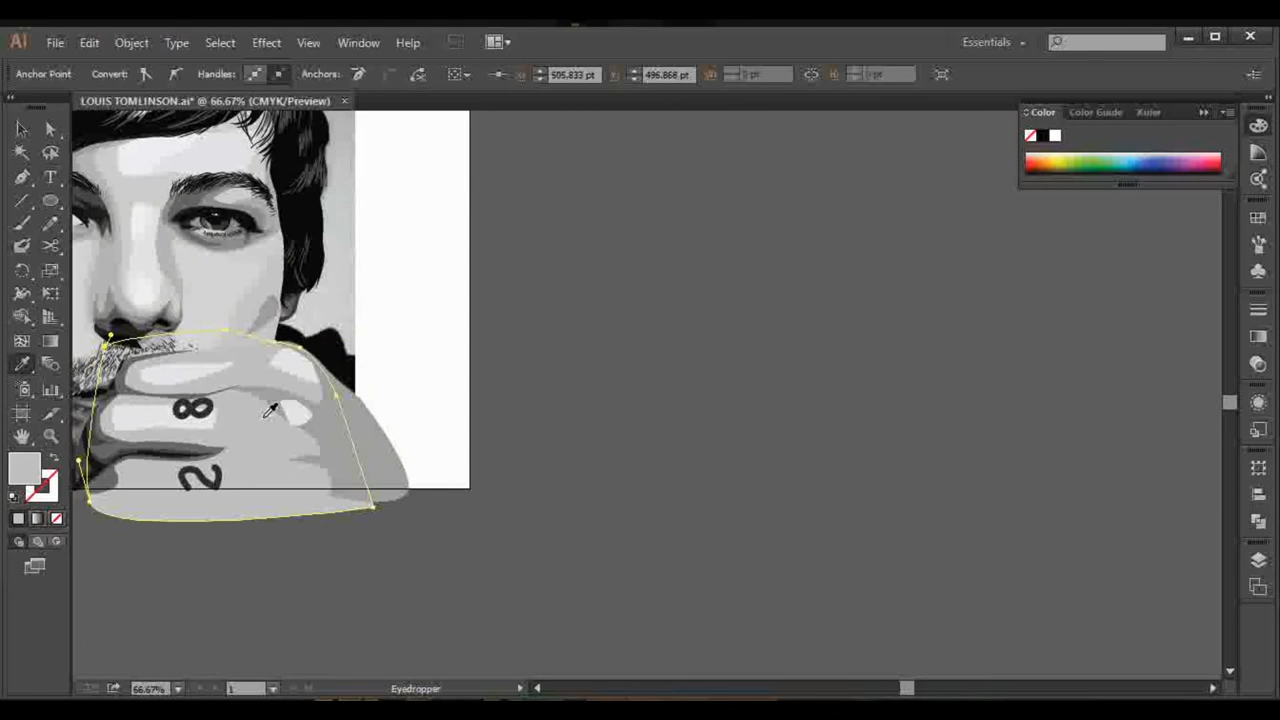 Ai File Edit Object Type Select Effect View Window Help Essentials
Anchor Point Convert: Handles: Anchors: 505.833 pt 496.868 pt
LOUIS TOMLINSON.ai* @ 66.67% (CMYK/Preview)
Color Color Guide Kuler
8
2
66.67% 1 Eyedropper